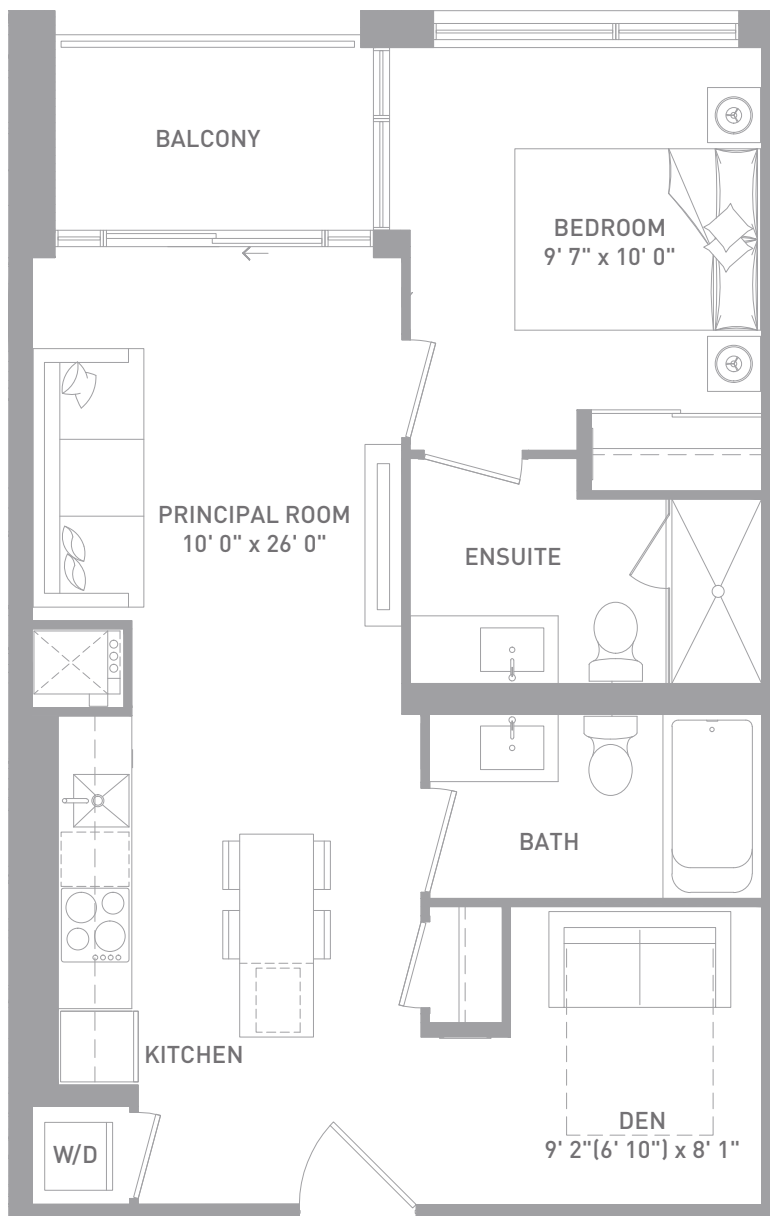 BALCONY
BEDROOM
9' 7" x 10' 0"
PRINCIPAL ROOM
10' 0" x 26' 0"
ENSUITE
BATH
KITCHEN
DEN
9' 2"(6' 10") x 8' 1"
W/D